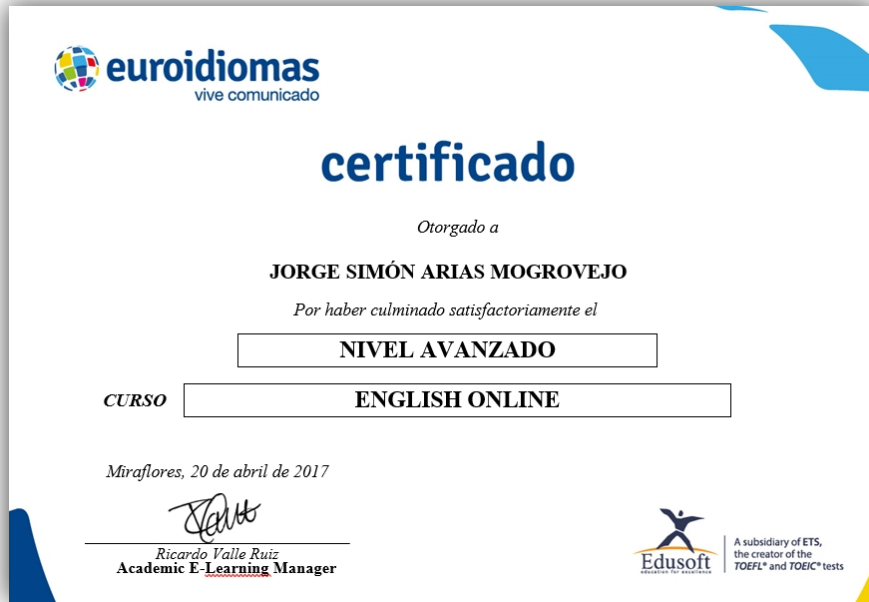 euroidiomas
vive comunicado
certificado
Otorgado a
JORGE SIMÓN ARIAS MOGROVEJO
Por haber culminado satisfactoriamente el
NIVEL AVANZADO
CURSO ENGLISH ONLINE
Miraflores, 20 de abril de 2017
Ricardo Valle Ruiz
Academic E-Learning Manager
Edusoft
education for excellence
A subsidiary of ETS,
the creator of the
TOEFL® and TOEIC® tests